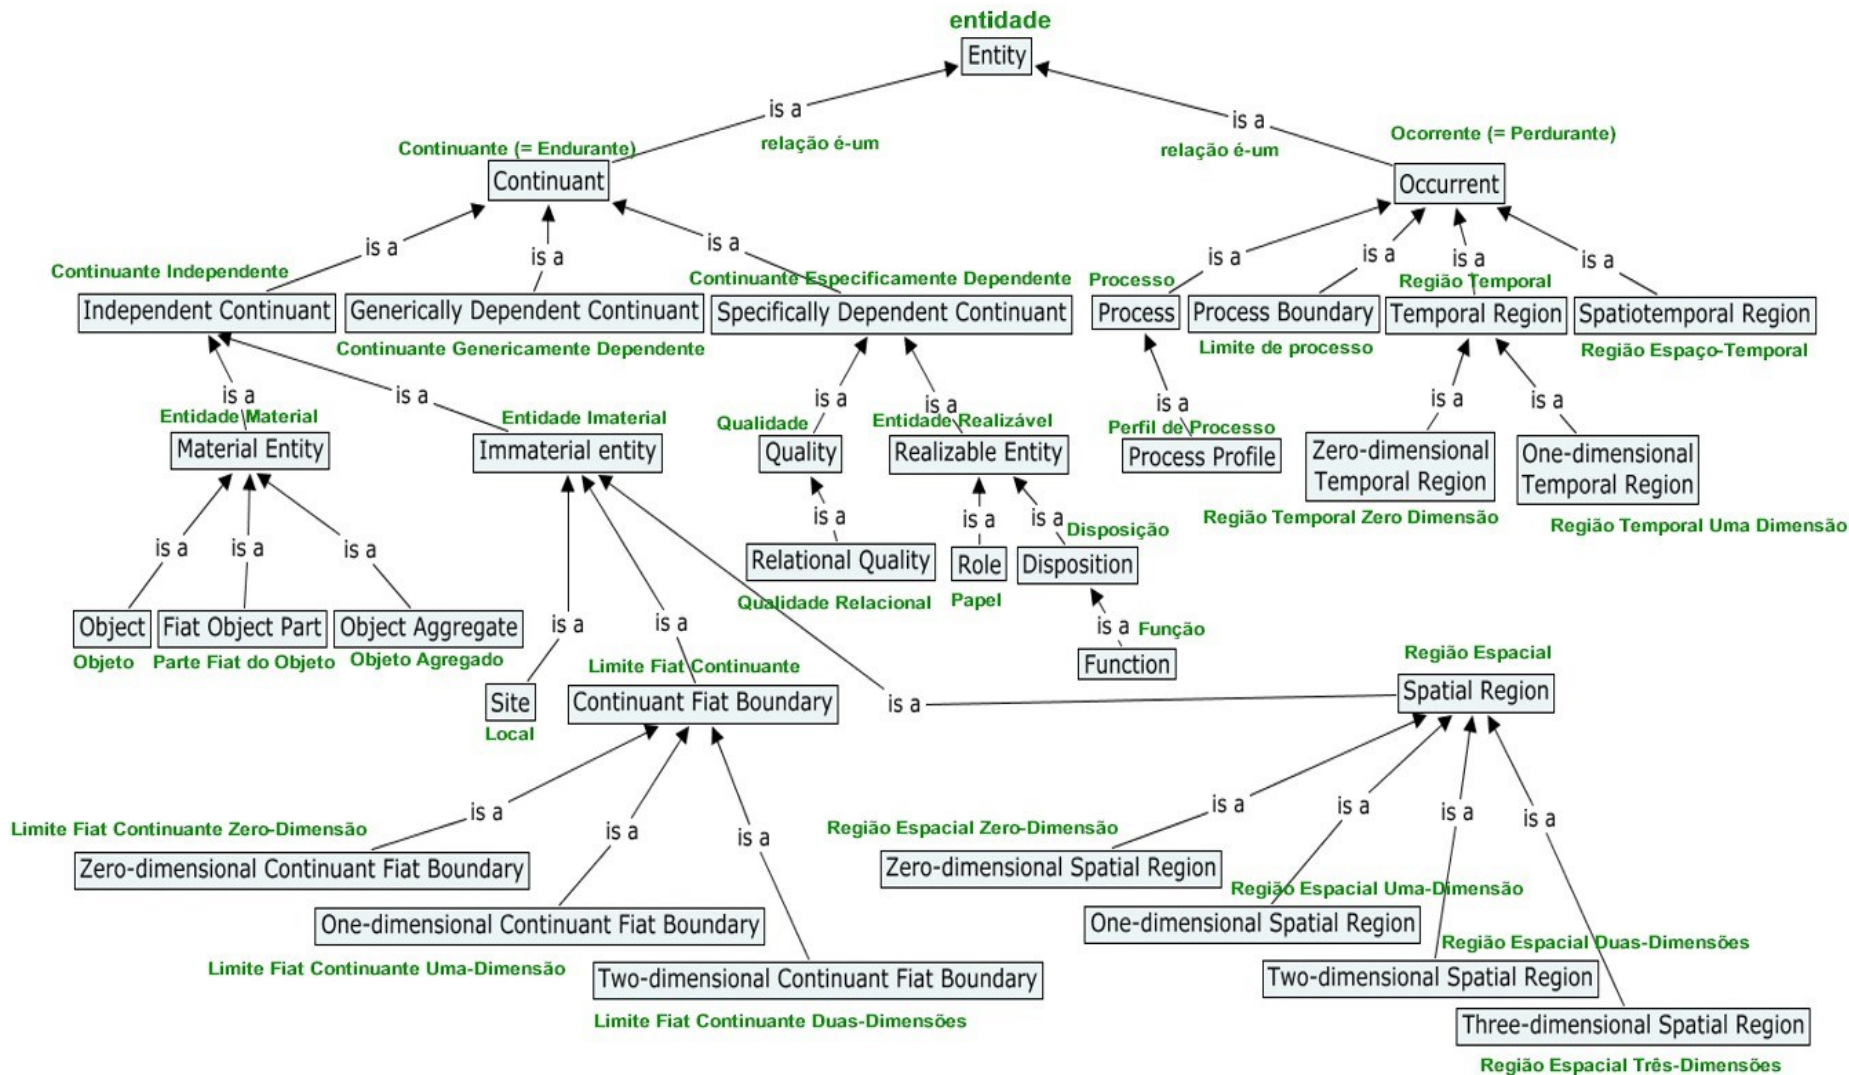 entidade
Entity
is a
is a
relação é-um
relação é-um
Continuante (= Endurante)
Ocorrente (= Perdurante)
Continuant
Occurrent
is a
is a
is a
is a
is a
is a
is a
Continuante Independente
Continuante Especificamente Dependente
Processo
Região Temporal
Independent Continuant
Generically Dependent Continuant
Specifically Dependent Continuant
Process
Process Boundary
Temporal Region
Spatiotemporal Region
Continuante Genericamente Dependente
Limite de processo
Região Espaço-Temporal
is a
is a
is a
is a
is a
is a
is a
Entidade Material
Entidade Imaterial
Qualidade
Entidade Realizável
Perfil de Processo
Material Entity
Immaterial entity
Quality
Realizable Entity
Process Profile
Zero-dimensional
Temporal Region
One-dimensional
Temporal Region
Região Temporal Zero Dimensão
Região Temporal Uma Dimensão
is a
is a
is a
is a
is a
is a
Disposição
Relational Quality
Role
Disposition
Qualidade Relacional
Papel
Object
Fiat Object Part
Object Aggregate
is a
is a
is a
Função
Objeto
Parte Fiat do Objeto
Objeto Agregado
Function
Limite Fiat Continuante
Região Espacial
Site
Continuant Fiat Boundary
is a
Spatial Region
Local
is a
is a
is a
is a
is a
is a
is a
Limite Fiat Continuante Zero-Dimensão
Região Espacial Zero-Dimensão
Zero-dimensional Continuant Fiat Boundary
Zero-dimensional Spatial Region
Região Espacial Uma-Dimensão
One-dimensional Continuant Fiat Boundary
One-dimensional Spatial Region
Limite Fiat Continuante Uma-Dimensão
Região Espacial Duas-Dimensões
Two-dimensional Continuant Fiat Boundary
Two-dimensional Spatial Region
Limite Fiat Continuante Duas-Dimensões
Three-dimensional Spatial Region
Região Espacial Três-Dimensões